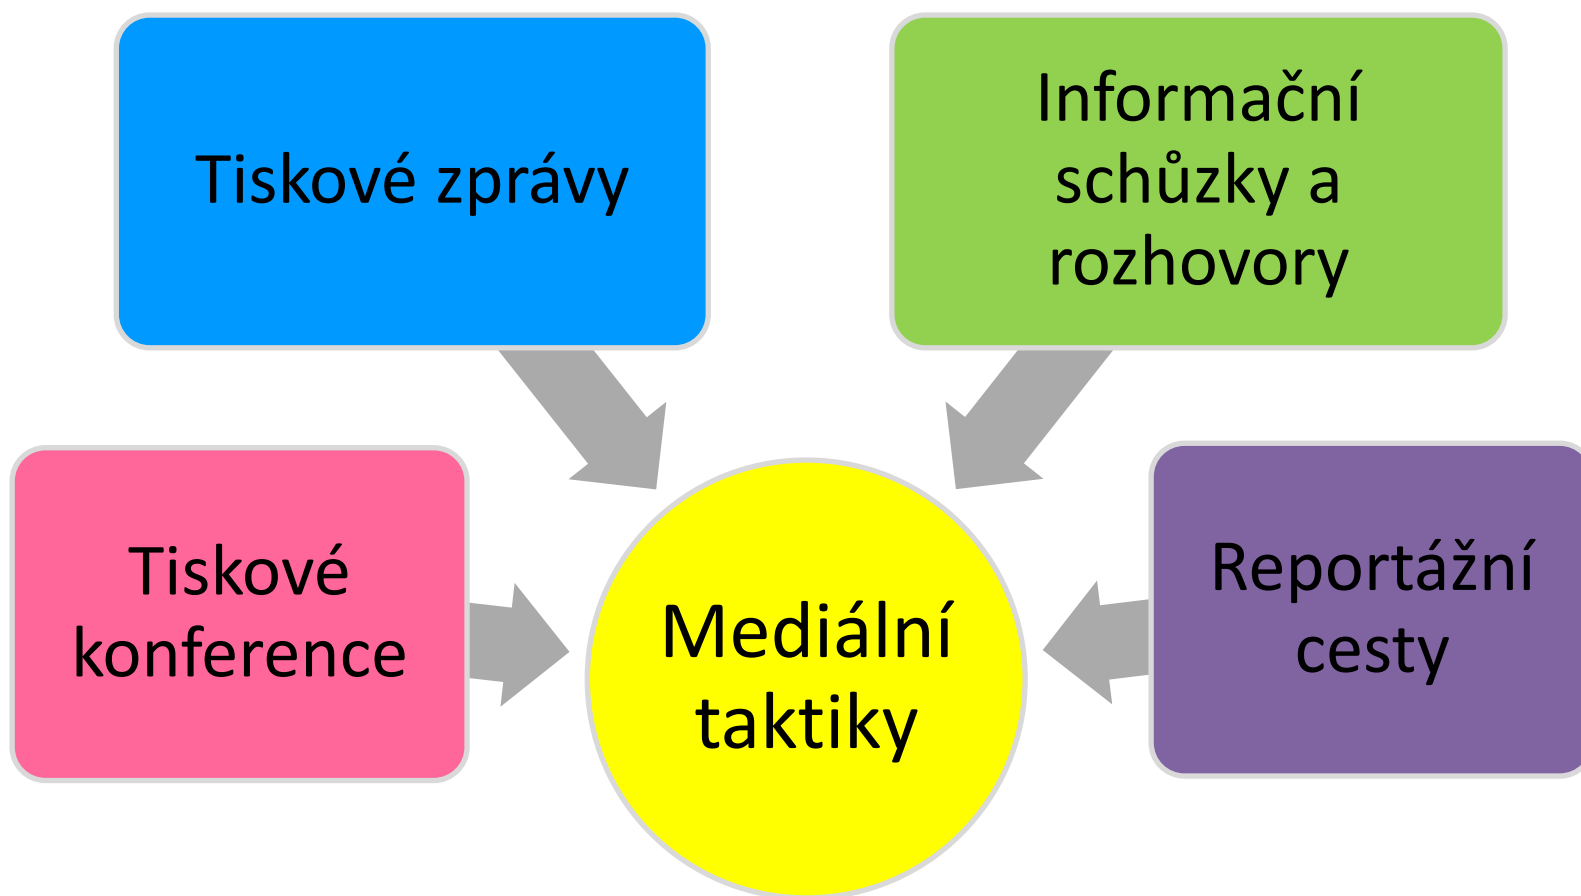 Tiskové zprávy
Informační
schůzky a
rozhovory
Tiskové
konference
Mediální
taktiky
Reportážní
cesty